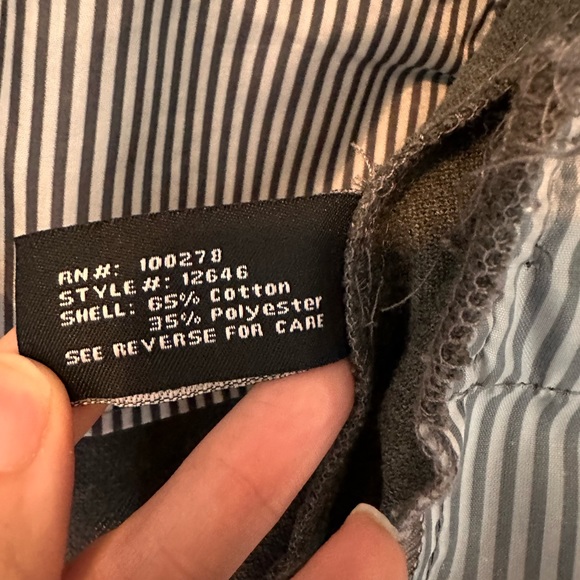 RN#: 100278
STYLE#: 12646
SHELL: 65% Cotton
35% Polyester
SEE REVERSE FOR CARE